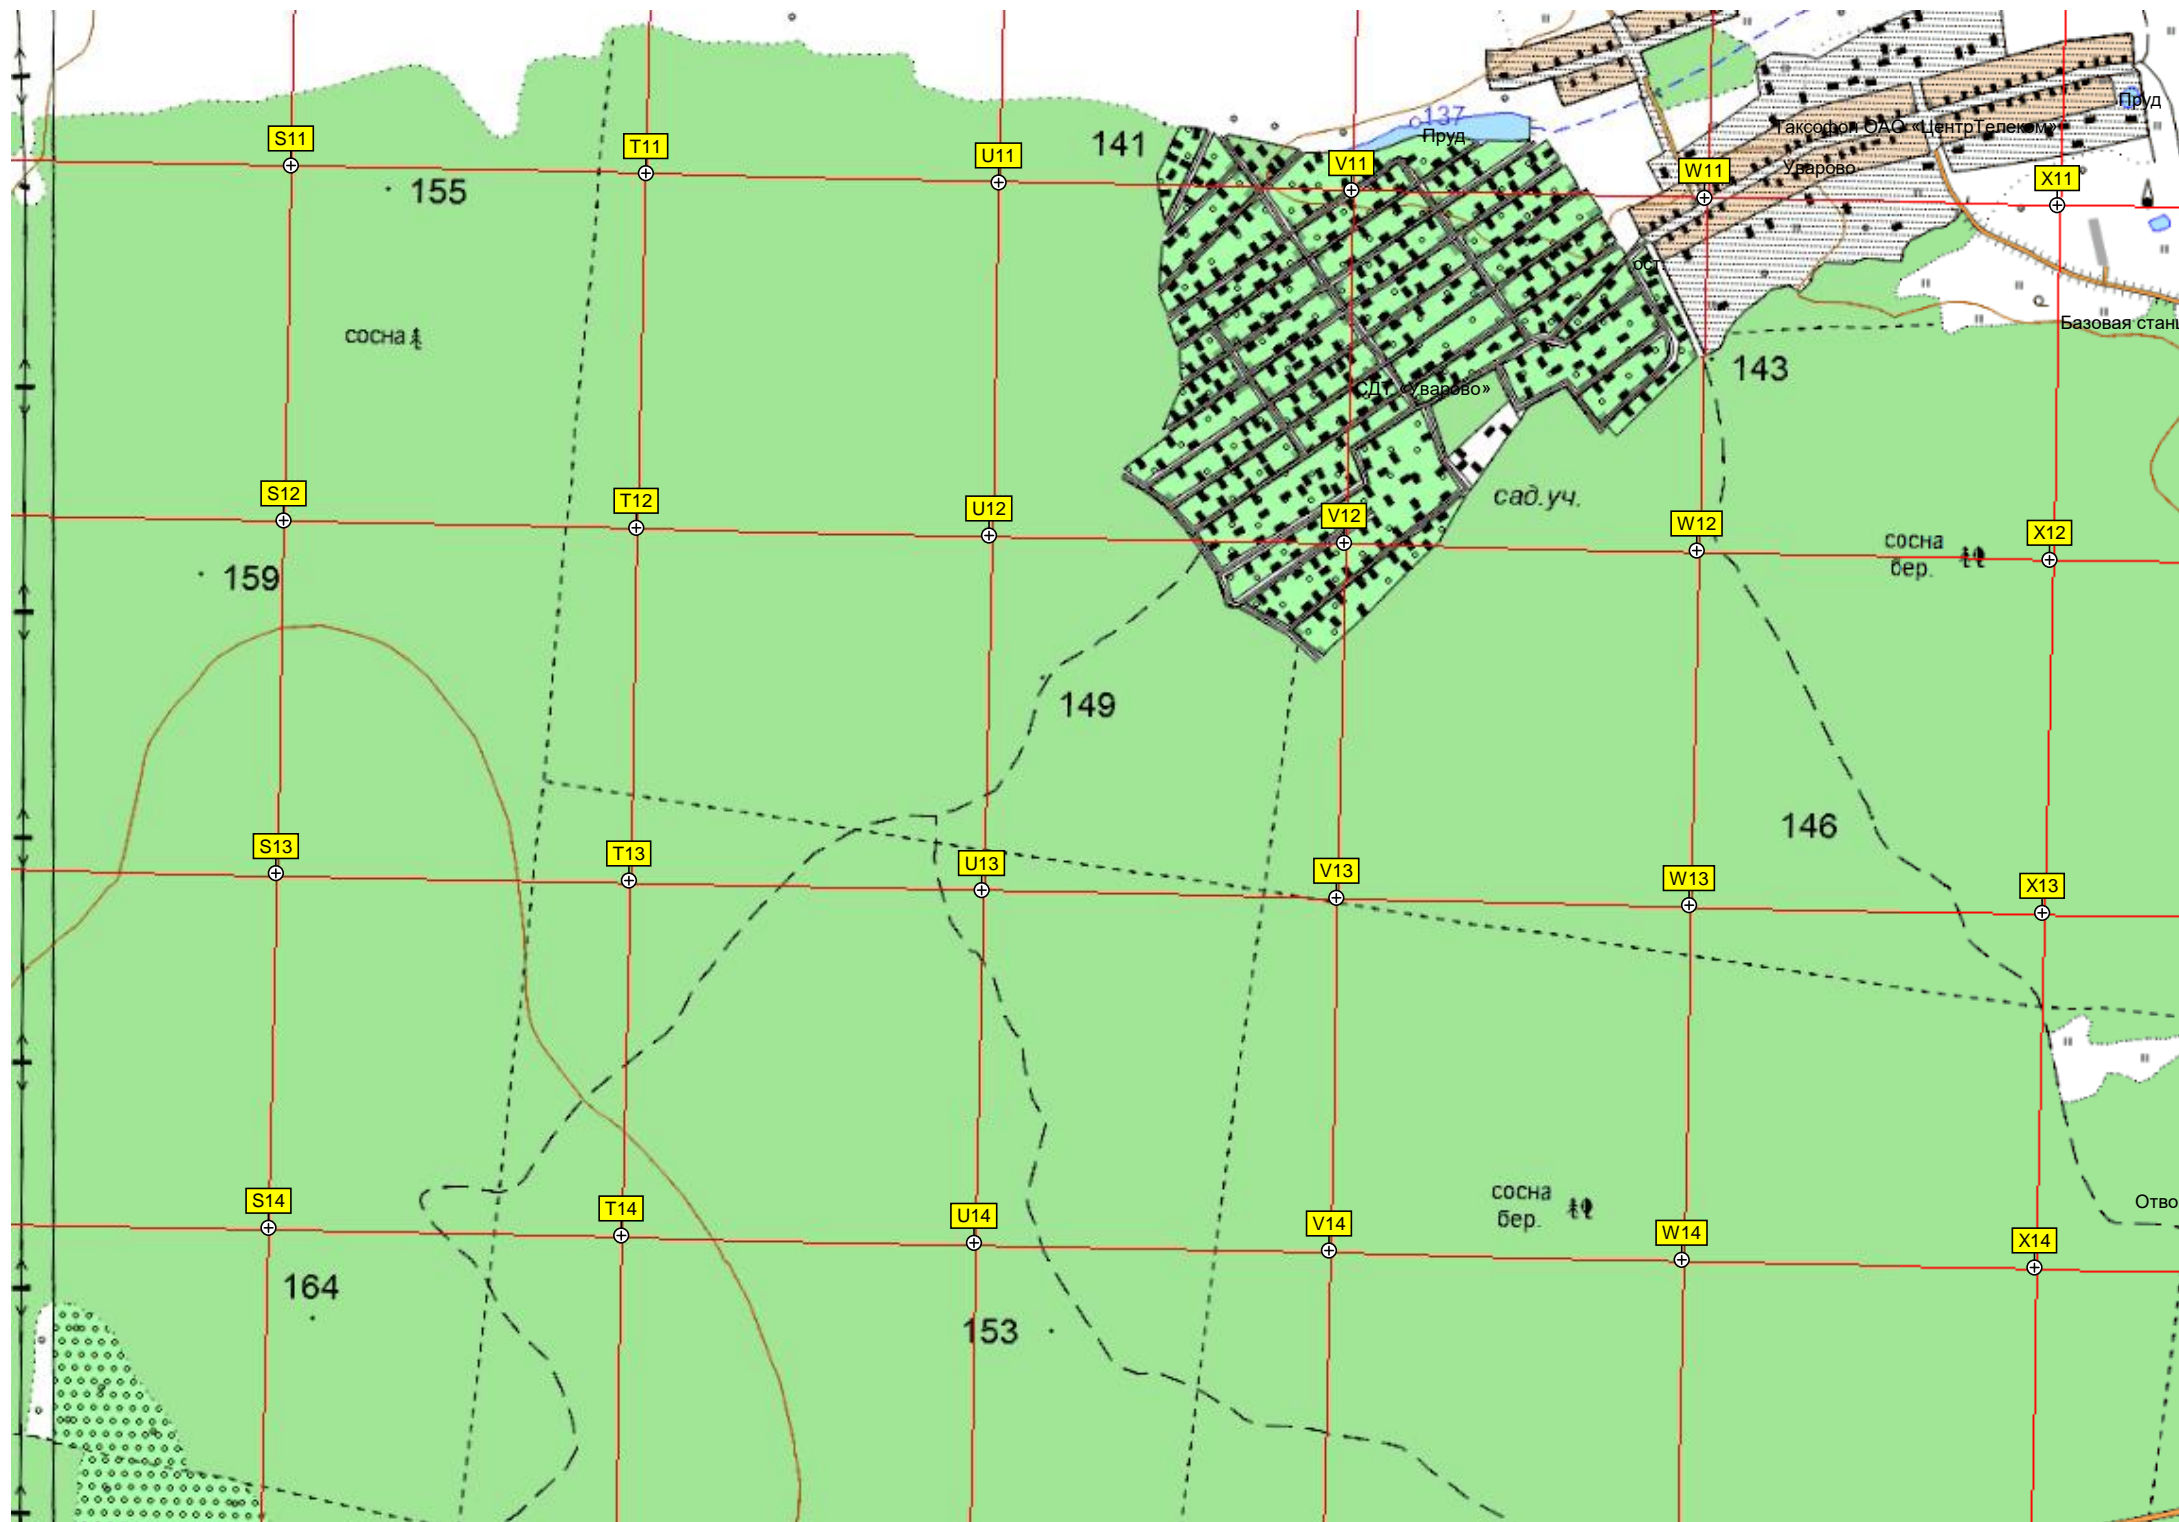 137
Пруд
Пруд
Таксофон ОАО «ЦентрТелеком»
141
S11
T11
U11
V11
W11
Уварово
X11
155
ост.
сосна
Базовая стан
143
СДТ «Уварово»
сад.уч.
S12
T12
U12
V12
W12
X12
сосна
бер.
159
149
146
S13
T13
U13
V13
W13
X13
сосна
бер.
Отво
S14
T14
U14
V14
W14
X14
164
153